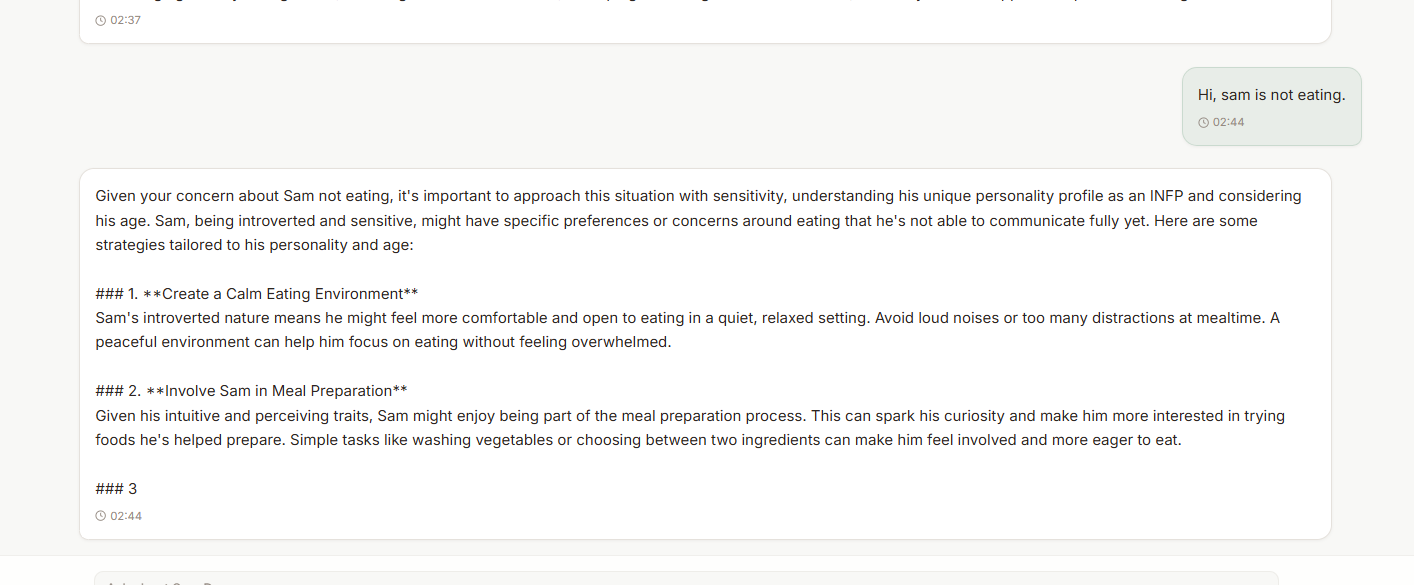 02:37
Hi, sam is not eating.
02:44
Given your concern about Sam not eating, it's important to approach this situation with sensitivity, understanding his unique personality profile as an INFP and considering
his age. Sam, being introverted and sensitive, might have specific preferences or concerns around eating that he's not able to communicate fully yet. Here are some
strategies tailored to his personality and age:
### 1. **Create a Calm Eating Environment**
Sam's introverted nature means he might feel more comfortable and open to eating in a quiet, relaxed setting. Avoid loud noises or too many distractions at mealtime. A
peaceful environment can help him focus on eating without feeling overwhelmed.
### 2. **Involve Sam in Meal Preparation**
Given his intuitive and perceiving traits, Sam might enjoy being part of the meal preparation process. This can spark his curiosity and make him more interested in trying
foods he's helped prepare. Simple tasks like washing vegetables or choosing between two ingredients can make him feel involved and more eager to eat.
### 3
02:44